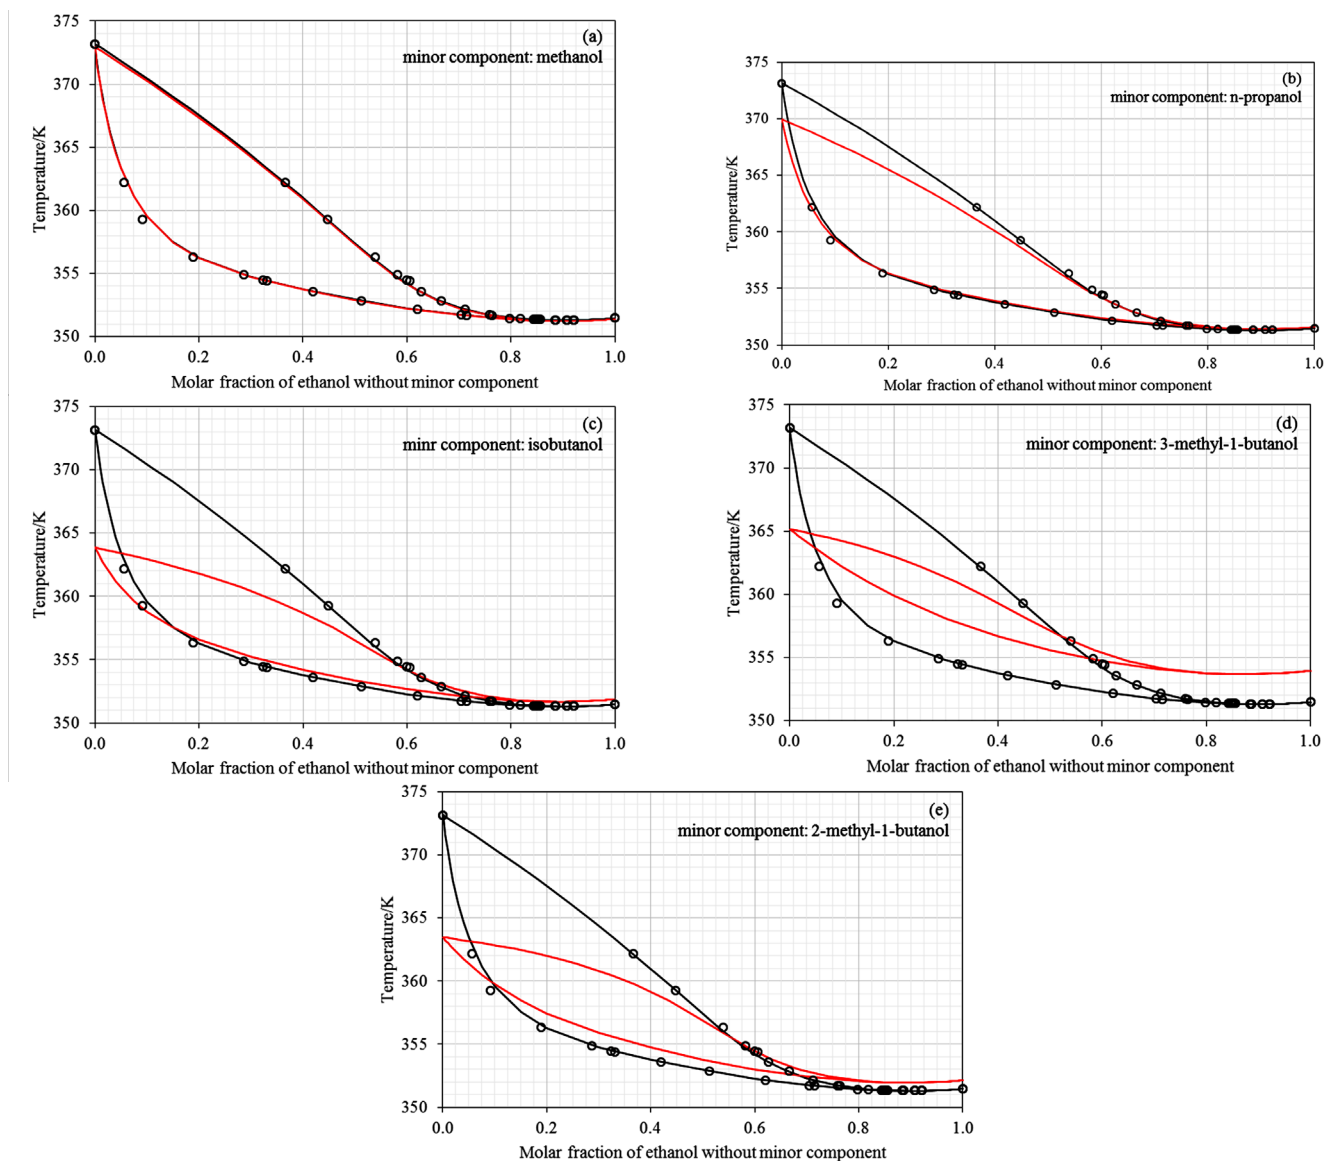 (a)
minor component: methanol
375
370
365
360
355
350
Temperature/K
0.0 0.2 0.4 0.6 0.8 1.0
Molar fraction of ethanol without minor component
(b)
minor component: n-propanol
375
370
365
360
355
350
Temperature/K
0.0 0.2 0.4 0.6 0.8 1.0
Molar fraction of ethanol without minor component
(c)
minr component: isobutanol
375
370
365
360
355
350
Temperature/K
0.0 0.2 0.4 0.6 0.8 1.0
Molar fraction of ethanol without minor component
(d)
minor component: 3-methyl-1-butanol
375
370
365
360
355
350
Temperature/K
0.0 0.2 0.4 0.6 0.8 1.0
Molar fraction of ethanol without minor component
(e)
minor component: 2-methyl-1-butanol
375
370
365
360
355
350
Temperature/K
0.0 0.2 0.4 0.6 0.8 1.0
Molar fraction of ethanol without minor component